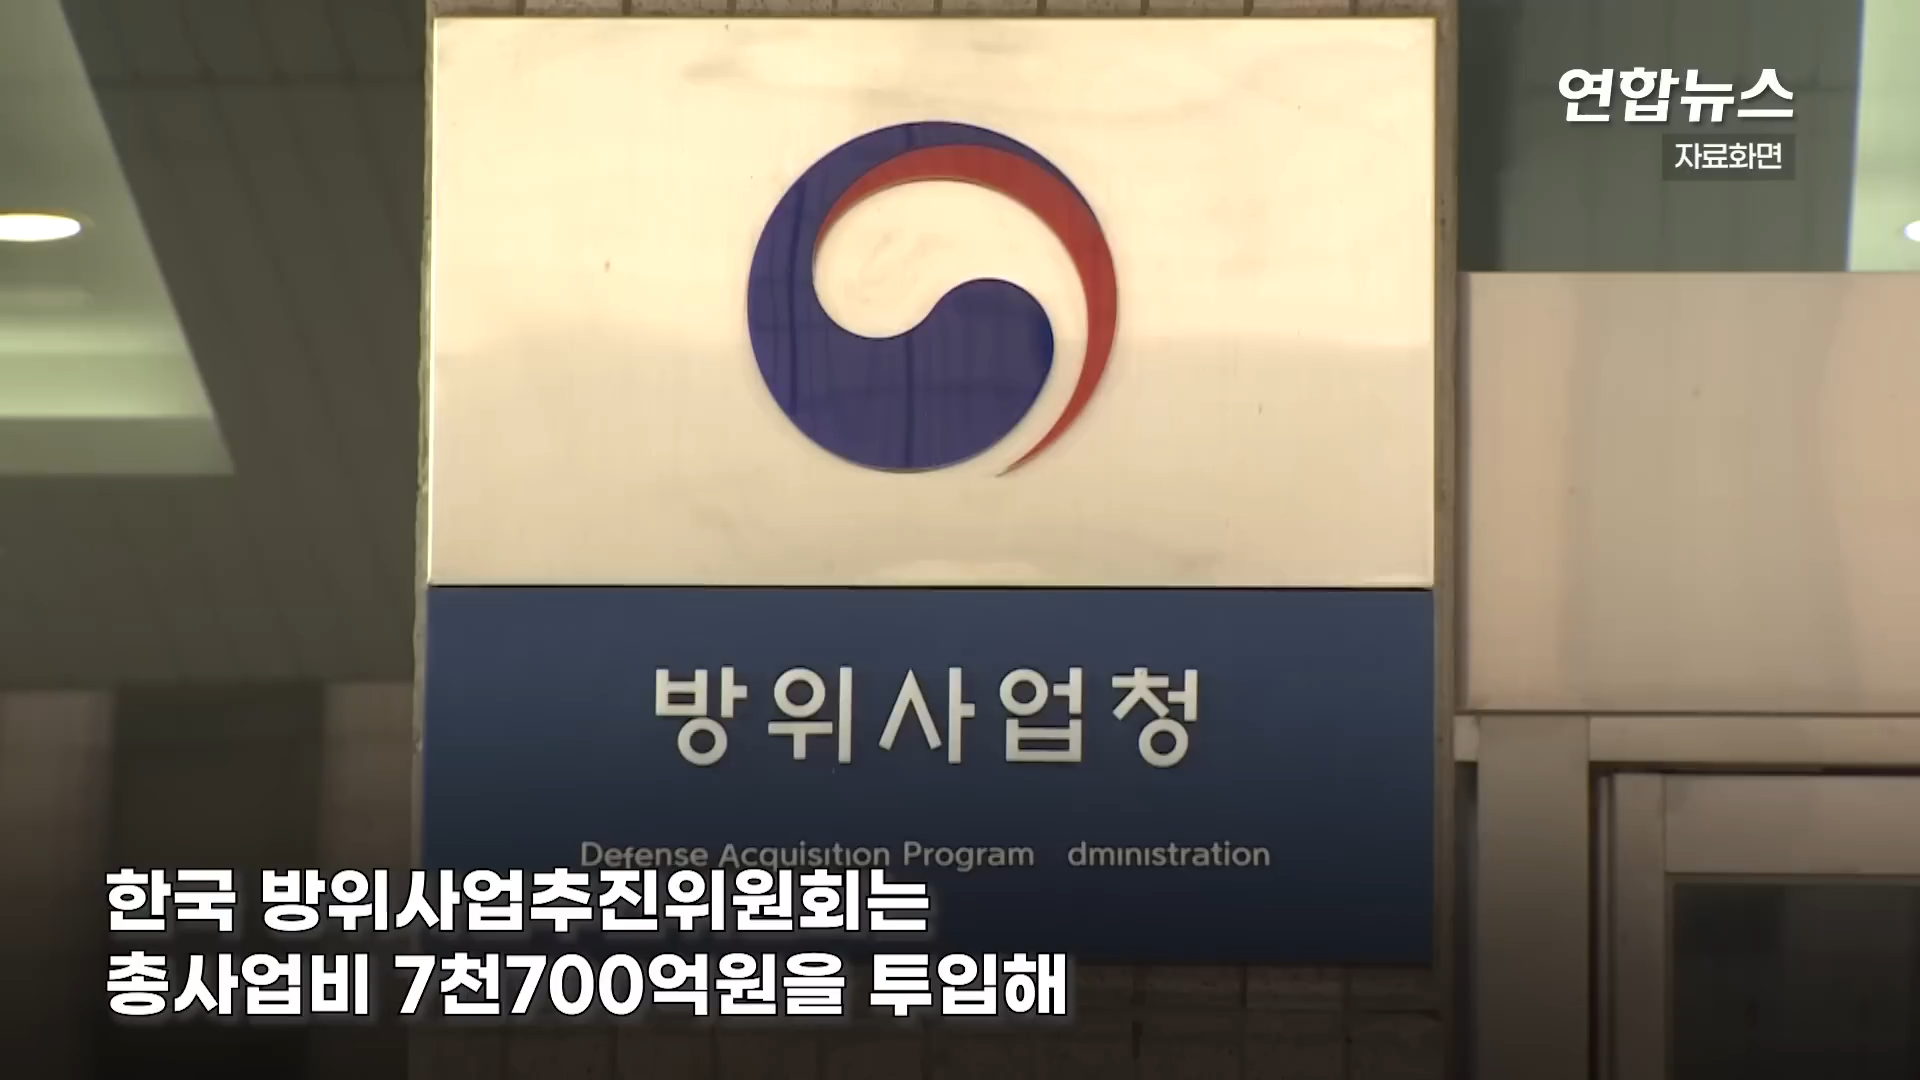 연합뉴스
자료화면
방위사업청
Defense Acquisition Program dministration
한국 방위사업추진위원회는
총사업비 7천700억원을 투입해